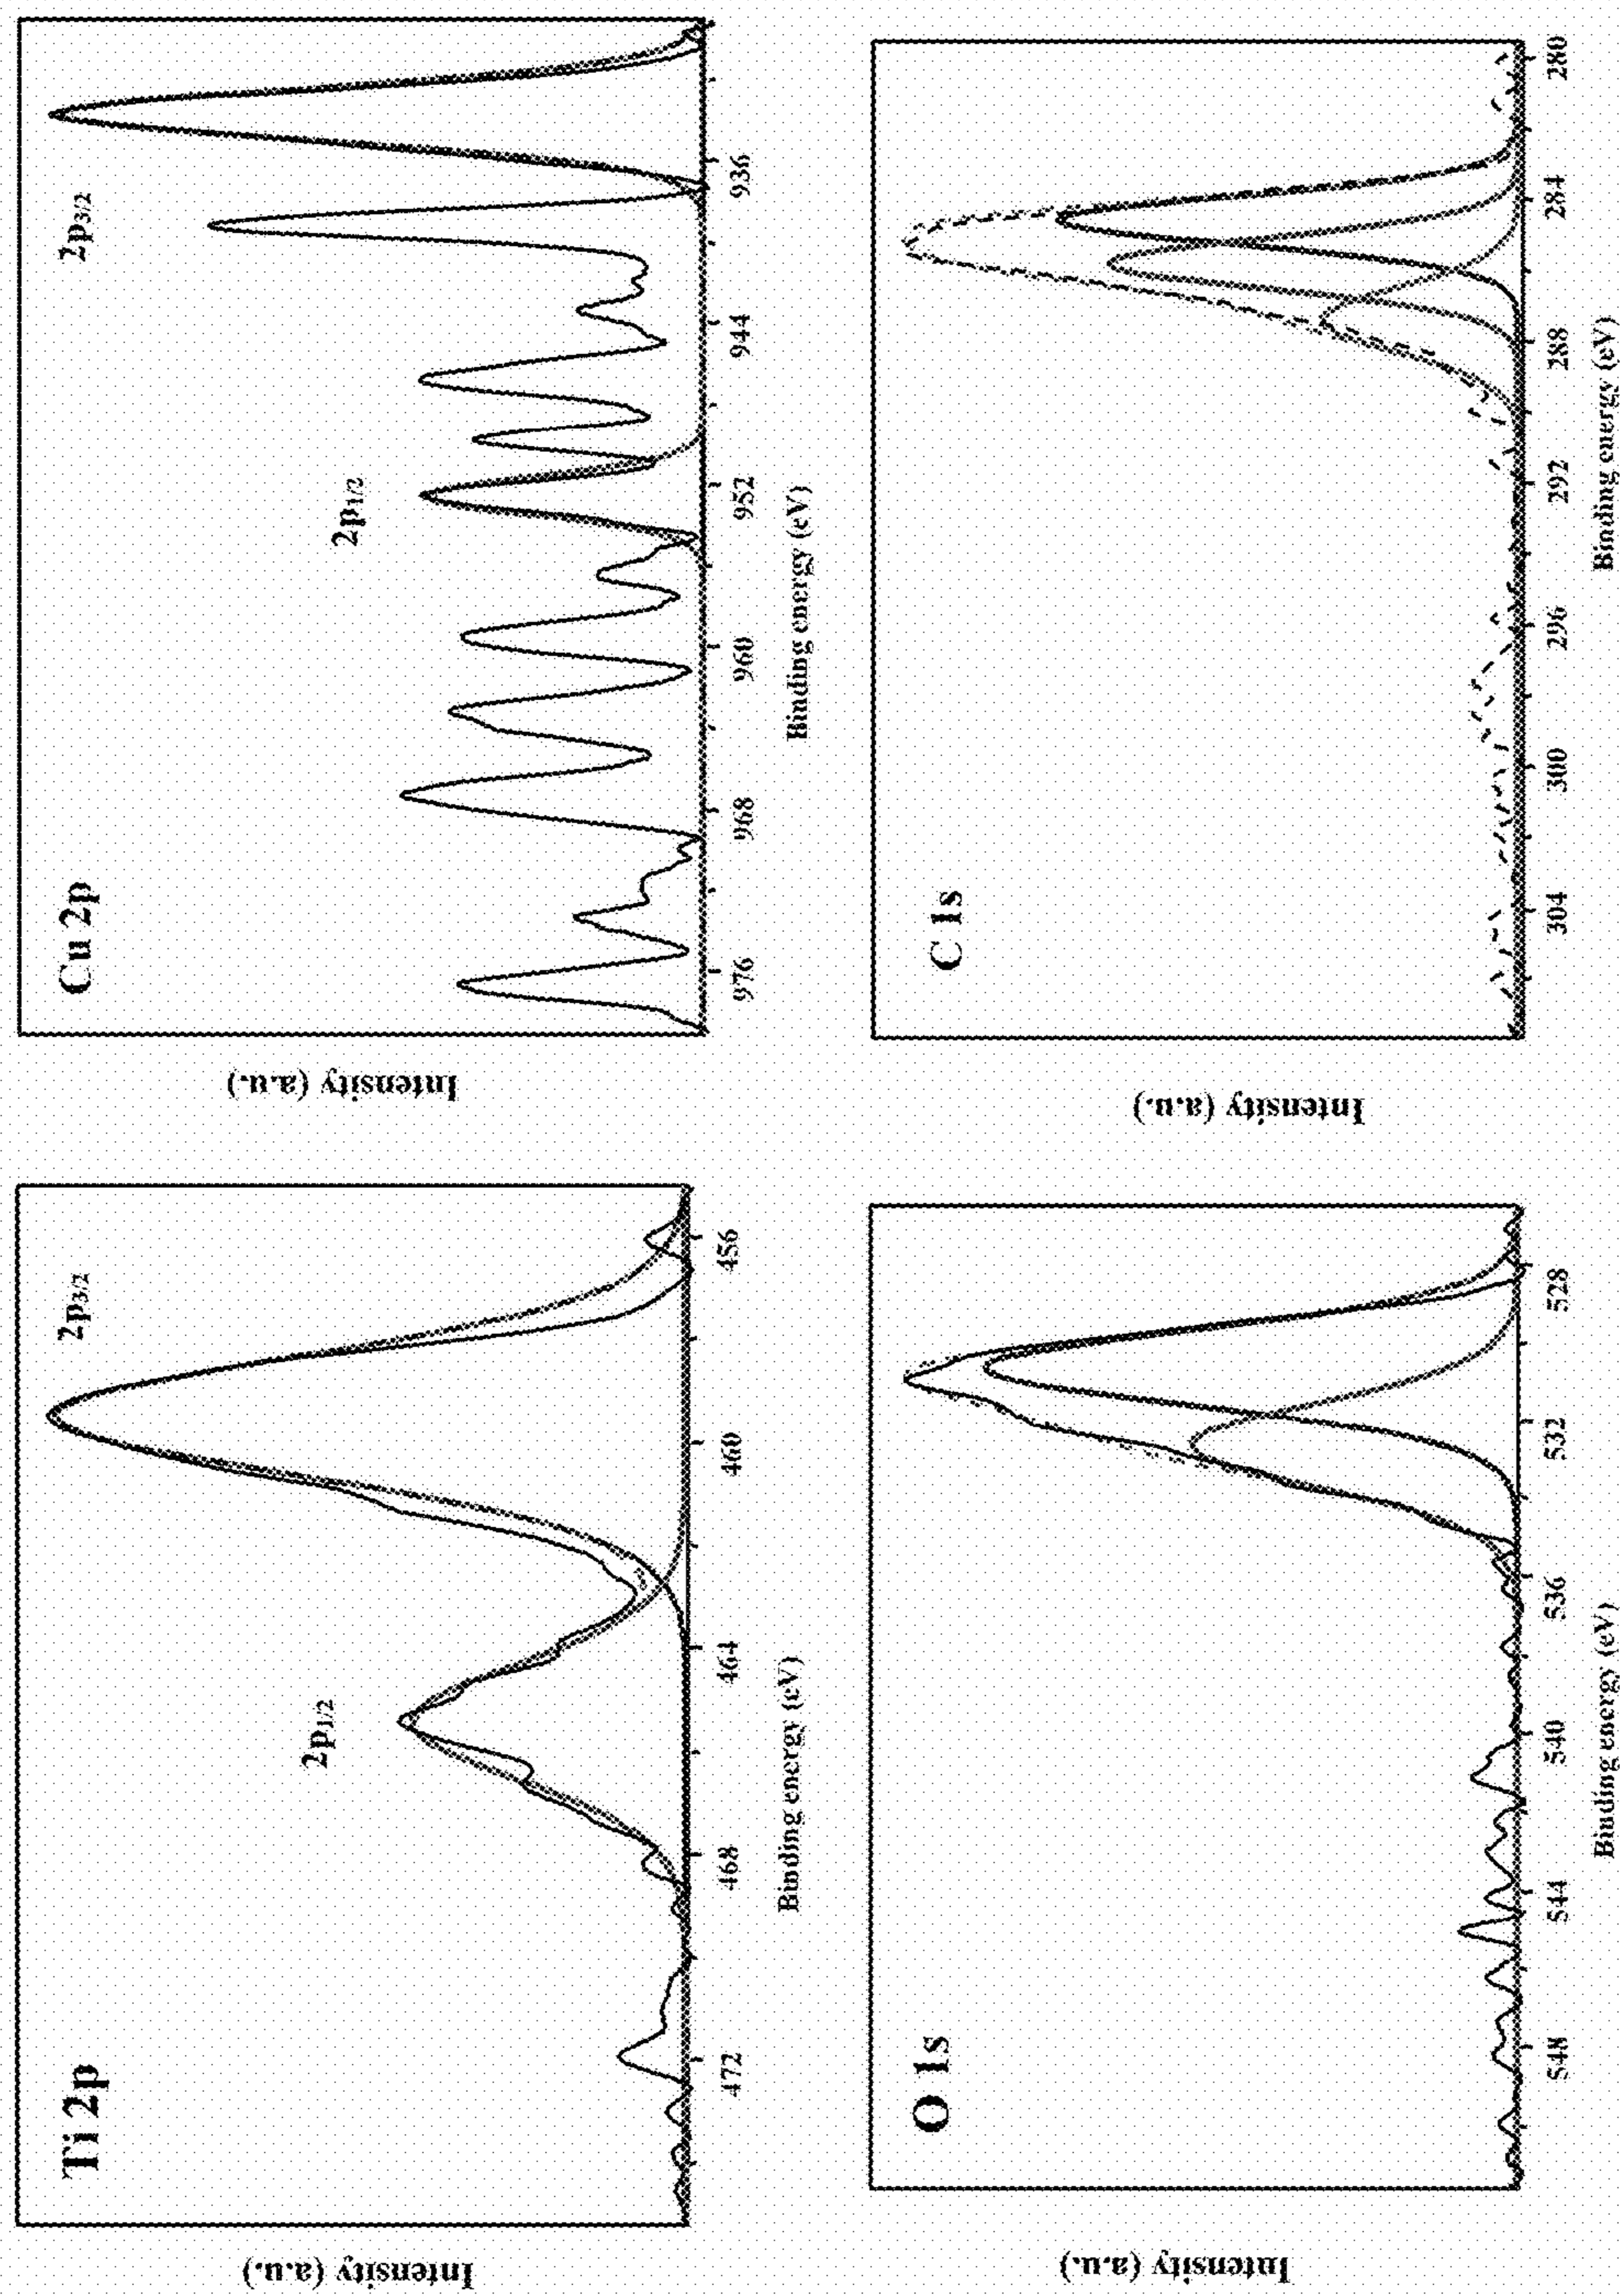 Ti 2p
2p1/2
2p3/2
Intensity (a.u.)
472
468
464
460
456
Binding energy (eV)
Cu 2p
2p1/2
2p3/2
Intensity (a.u.)
976
968
960
952
944
936
Binding energy (eV)
O 1s
Intensity (a.u.)
548
544
540
536
532
528
Binding energy (eV)
C 1s
Intensity (a.u.)
304
300
296
292
288
284
280
Binding energy (eV)